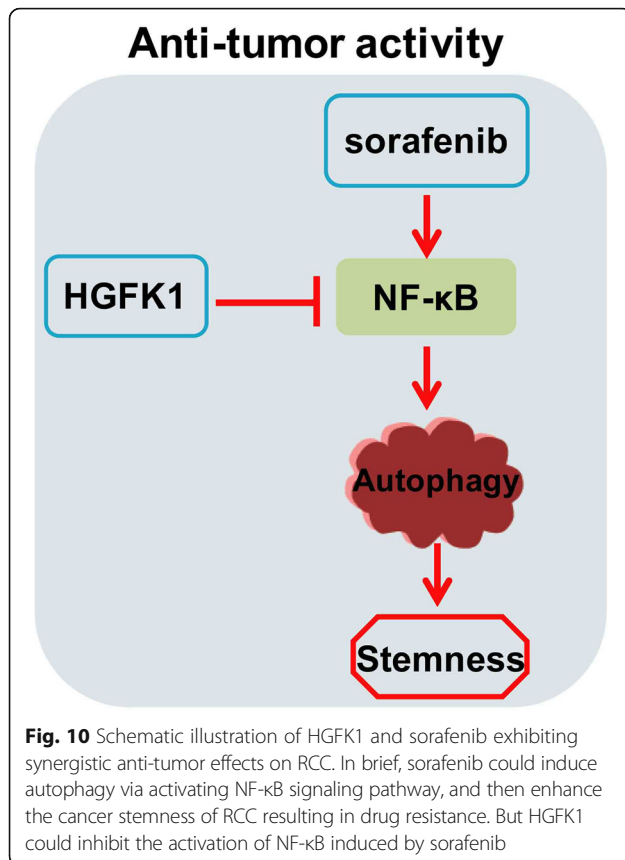 Anti-tumor activity
sorafenib
HGFK1
NF-κB
Autophagy
Stemness
Fig. 10 Schematic illustration of HGFK1 and sorafenib exhibiting
synergistic anti-tumor effects on RCC. In brief, sorafenib could induce
autophagy via activating NF-κB signaling pathway, and then enhance
the cancer stemness of RCC resulting in drug resistance. But HGFK1
could inhibit the activation of NF-κB induced by sorafenib